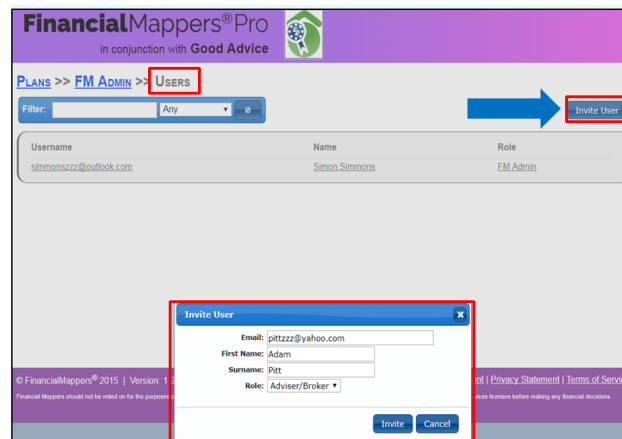 FinancialMappers®Pro
in conjunction with Good Advice
PLANS >> FM ADMIN >> USERS
Filter: Any
Invite User
Username Name Role
simmonszzz@outlook.com Simon Simmons FM Admin
Invite User
Email: pittzzz@yahoo.com
First Name: Adam
Surname: Pitt
Role: Adviser/Broker
Invite Cancel
© FinancialMappers® 2015 | Version: 1 | Privacy Statement | Terms of Servi
Financial Mappers should not be relied on for the purposes licensee before making any financial decisions.